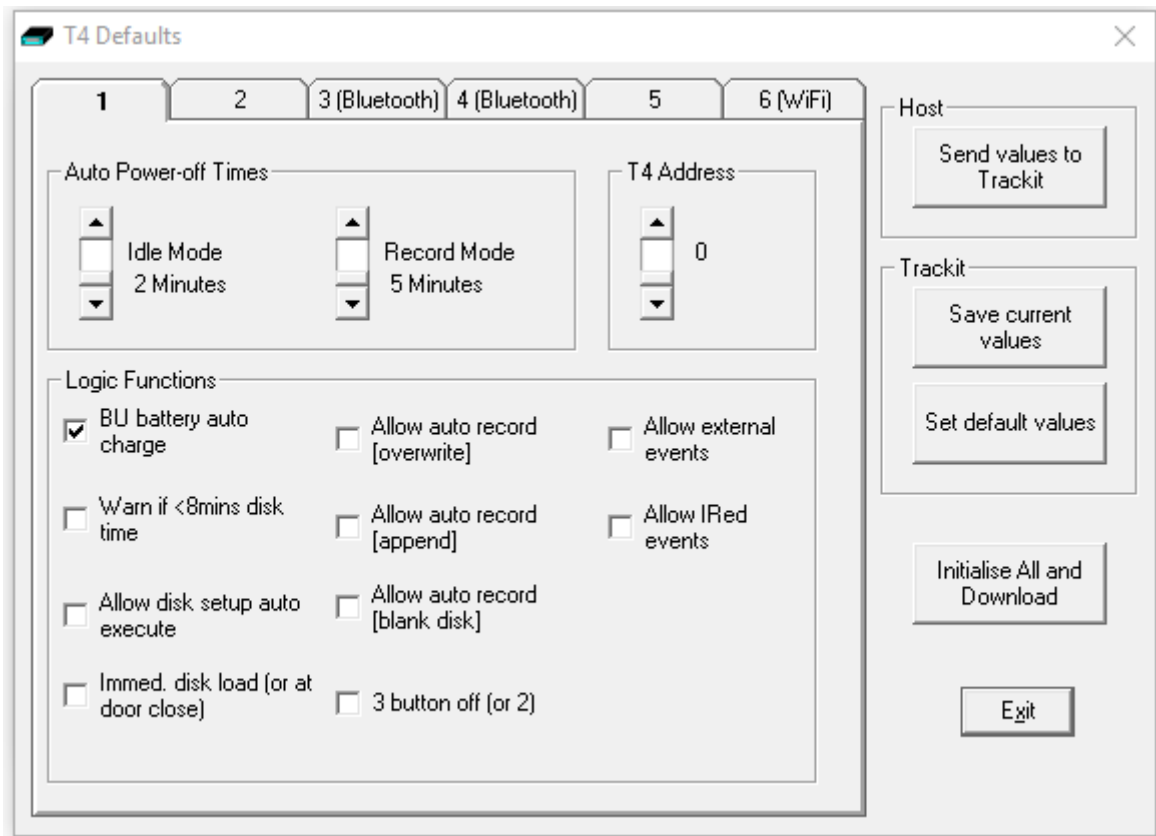 T4 Defaults
1
2
3 (Bluetooth)
4 (Bluetooth)
5
6 (WiFi)
Auto Power-off Times
Idle Mode
2 Minutes
Record Mode
5 Minutes
T4 Address
0
Logic Functions
BU battery auto
charge
Warn if <8mins disk
time
Allow disk setup auto
execute
Immed. disk load (or at
door close)
Allow auto record
[overwrite]
Allow auto record
[append]
Allow auto record
[blank disk]
3 button off (or 2)
Allow external
events
Allow IRed
events
Host
Send values to
Trackit
Trackit
Save current
values
Set default values
Initialise All and
Download
Exit